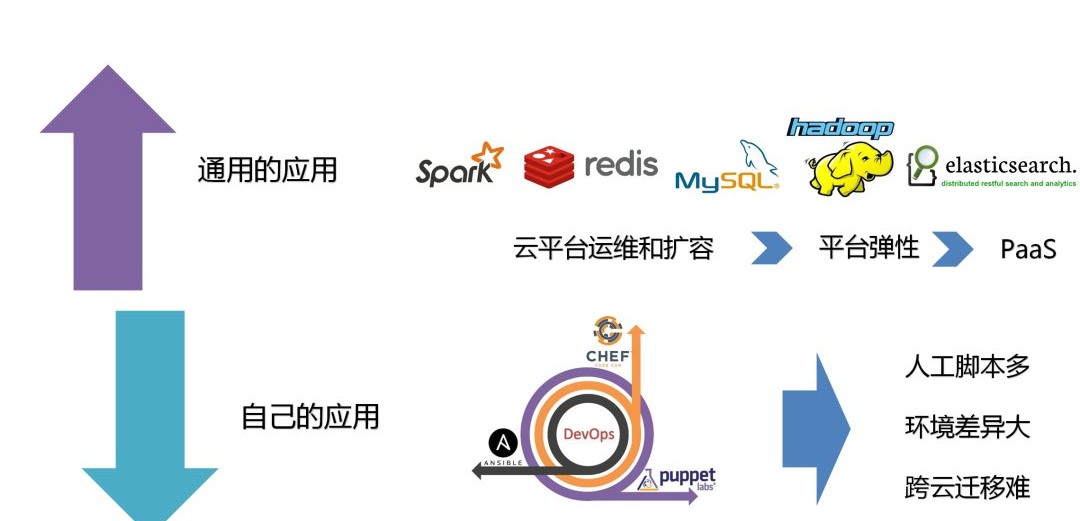 通用的应用
Spark
redis
MySQL
hadoop
elasticsearch.
distributed restful search and analytics
云平台运维和扩容
平台弹性
PaaS
自己的应用
CHEF
DevOps
ANSIBLE
puppet
labs
人工脚本多
环境差异大
跨云迁移难